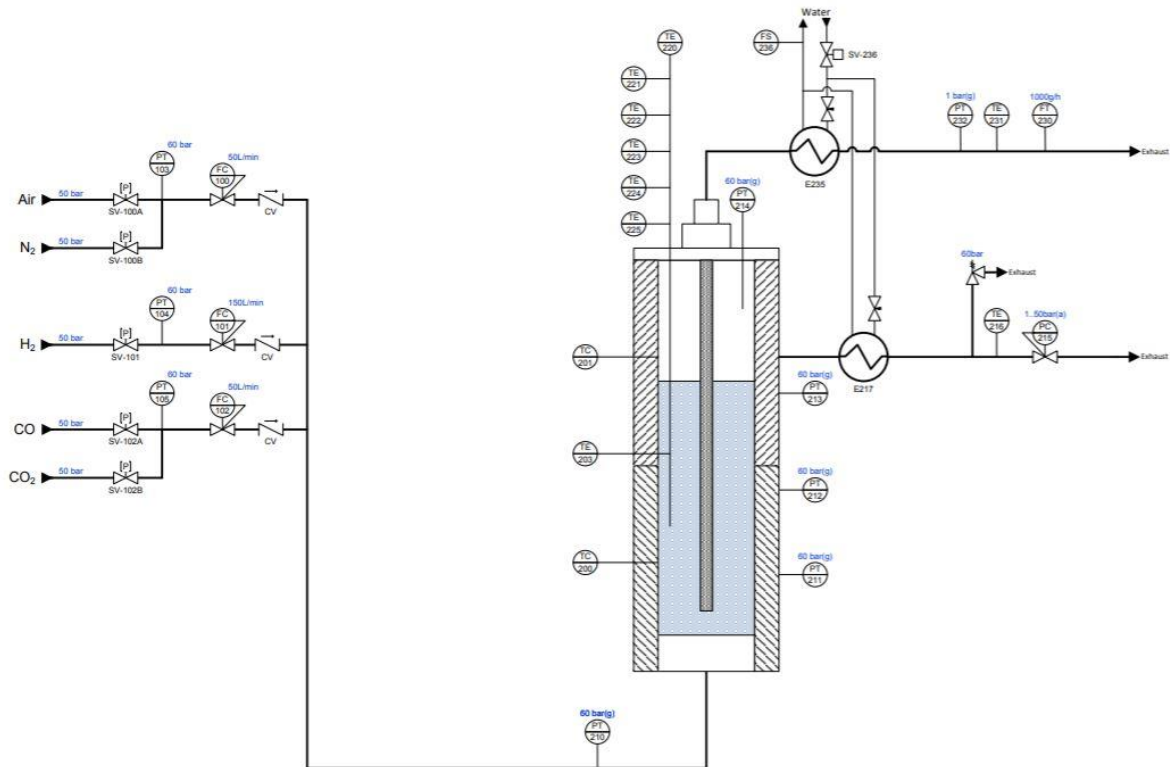 Water
TE
220
FS
236
SV-236
TE
221
TE
222
TE
223
TE
224
TE
225
1 bar(g)
PT
232
TE
231
1000g/h
FT
230
Exhaust
E235
60 bar(g)
PT
214
60 bar
PT
103
50L/min
FC
100
Air
50 bar
[P]
SV-100A
CV
N₂
50 bar
[P]
SV-100B
60 bar
PT
104
150L/min
FC
101
H₂
50 bar
[P]
SV-101
CV
60 bar
PT
105
50L/min
FC
102
CO
50 bar
[P]
SV-102A
CV
CO₂
50 bar
[P]
SV-102B
60bar
Exhaust
TE
216
1..50bar(a)
PC
215
Exhaust
E217
TC
201
60 bar(g)
PT
213
TE
203
60 bar(g)
PT
212
TC
200
60 bar(g)
PT
211
60 bar(g)
PT
210